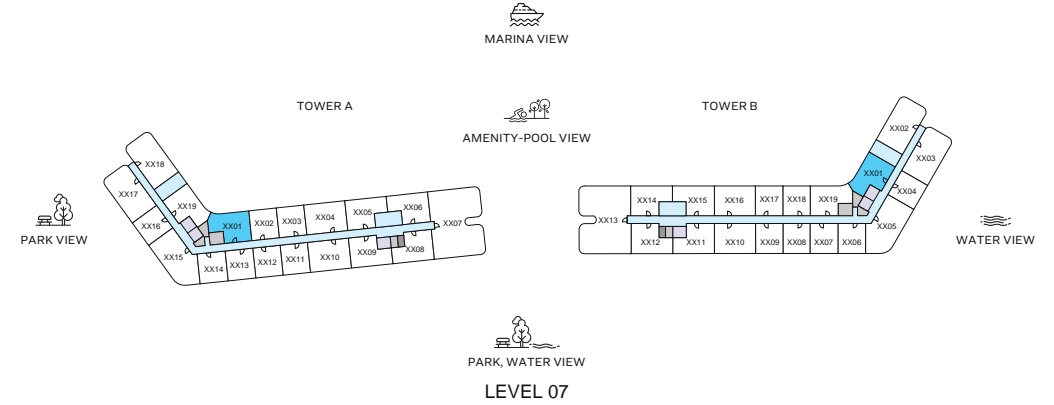 MARINA VIEW
TOWER A
TOWER B
AMENITY-POOL VIEW
PARK VIEW
WATER VIEW
XX18
XX17
XX19
XX16
XX15
XX14
XX01
XX13
XX02
XX12
XX03
XX11
XX04
XX10
XX05
XX09
XX06
XX08
XX07
XX13
XX14
XX12
XX15
XX11
XX16
XX10
XX17
XX09
XX18
XX08
XX19
XX07
XX06
XX05
XX04
XX01
XX03
XX02
PARK, WATER VIEW
LEVEL 07